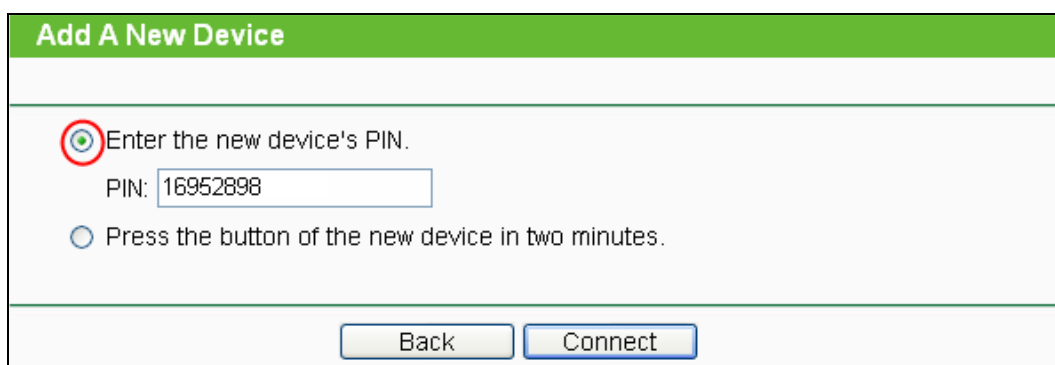 Add A New Device
Enter the new device's PIN.
PIN: 16952898
Press the button of the new device in two minutes.
Back Connect